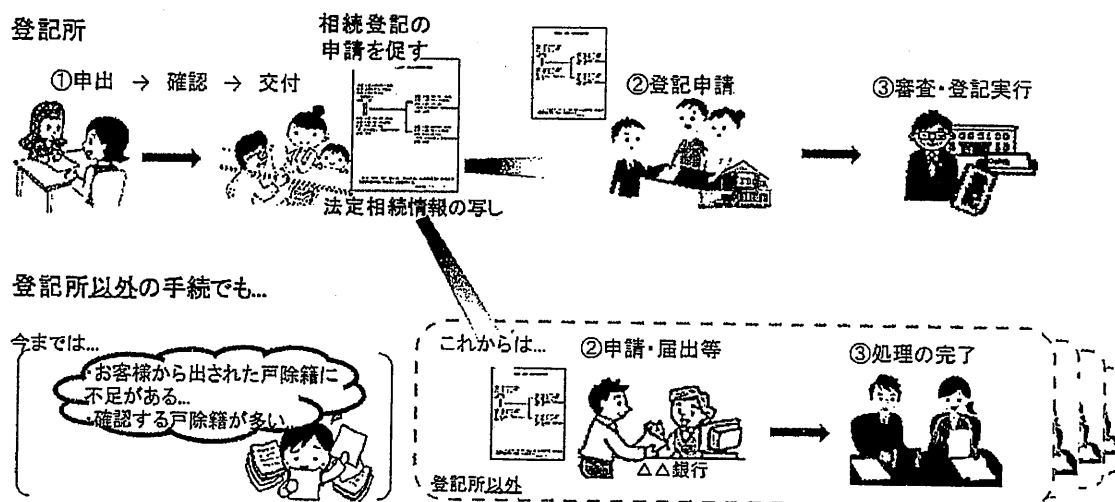 登記所
相続登記の
申請を促す
①申出 → 確認 → 交付
②登記申請
③審査・登記実行
法定相続情報の写し
登記所以外の手続でも...
今までは...
・お客様から出された戸除籍に
不足がある...
・確認する戸除籍が多い...
これからは...
②申請・届出等
③処理の完了
△△銀行
登記所以外